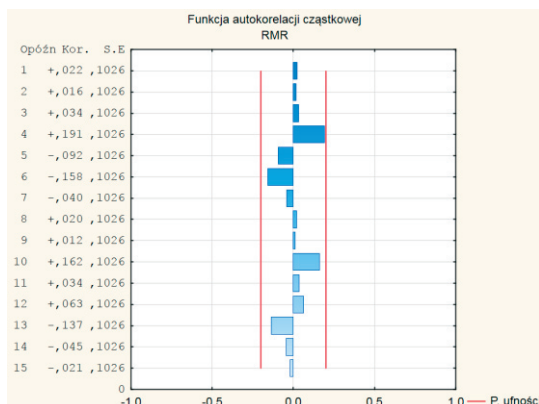 Funkcja autokorelacji cząstkowej
RMR
Opóźn Kor. S.E
1 +,022 ,1026
2 +,016 ,1026
3 +,034 ,1026
4 +,191 ,1026
5 -,092 ,1026
6 -,158 ,1026
7 -,040 ,1026
8 +,020 ,1026
9 +,012 ,1026
10 +,162 ,1026
11 +,034 ,1026
12 +,063 ,1026
13 -,137 ,1026
14 -,045 ,1026
15 -,021 ,1026
0
-1,0 -0,5 0,0 0,5 1,0
P. ufności